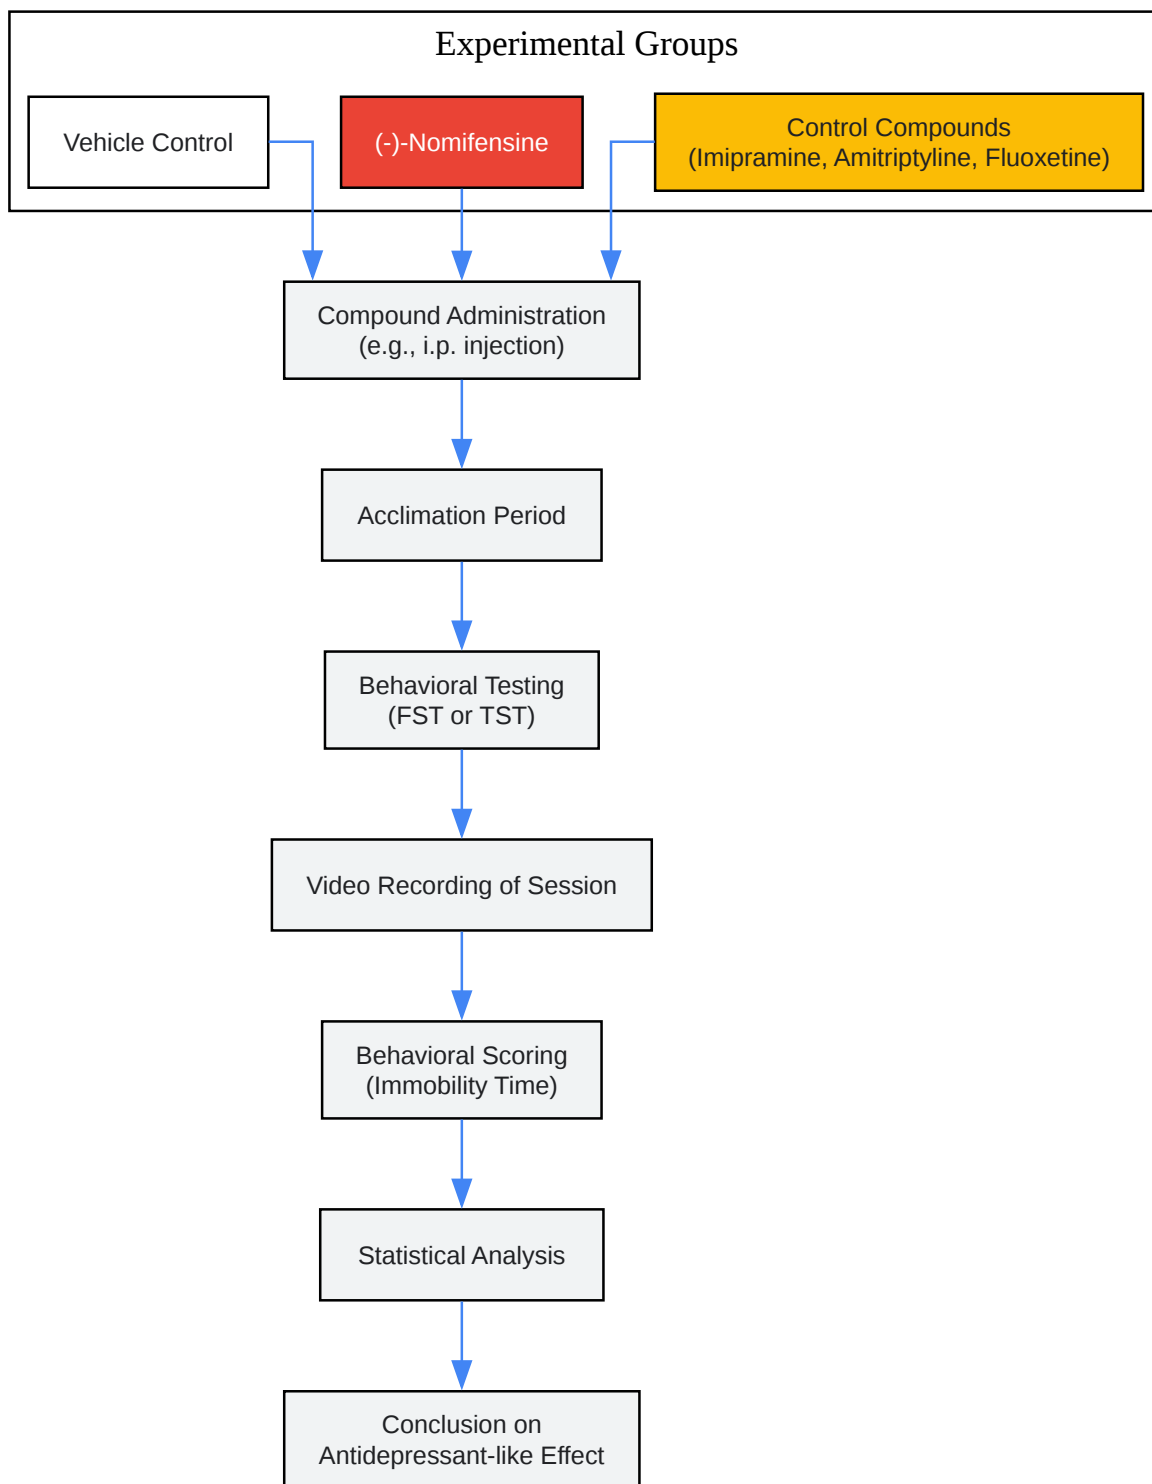 Experimental Groups
Vehicle Control
(-)-Nomifensine
Control Compounds
(Imipramine, Amitriptyline, Fluoxetine)
Compound Administration
(e.g., i.p. injection)
Acclimation Period
Behavioral Testing
(FST or TST)
Video Recording of Session
Behavioral Scoring
(Immobility Time)
Statistical Analysis
Conclusion on
Antidepressant-like Effect